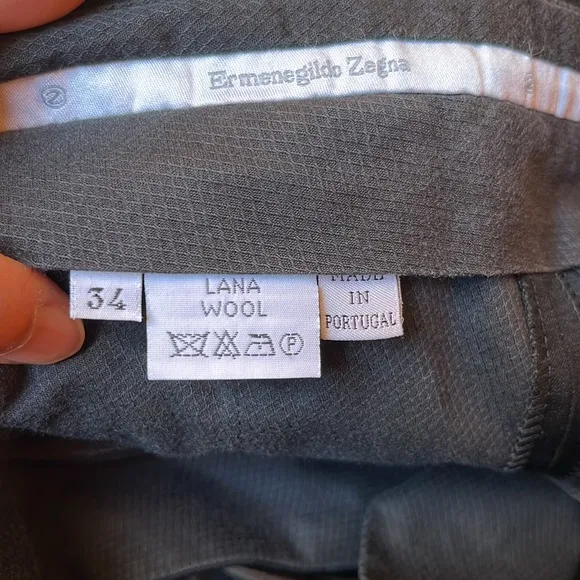 Ermenegildo Zegna
34
LANA
WOOL
P
MADE
IN
PORTUGAL